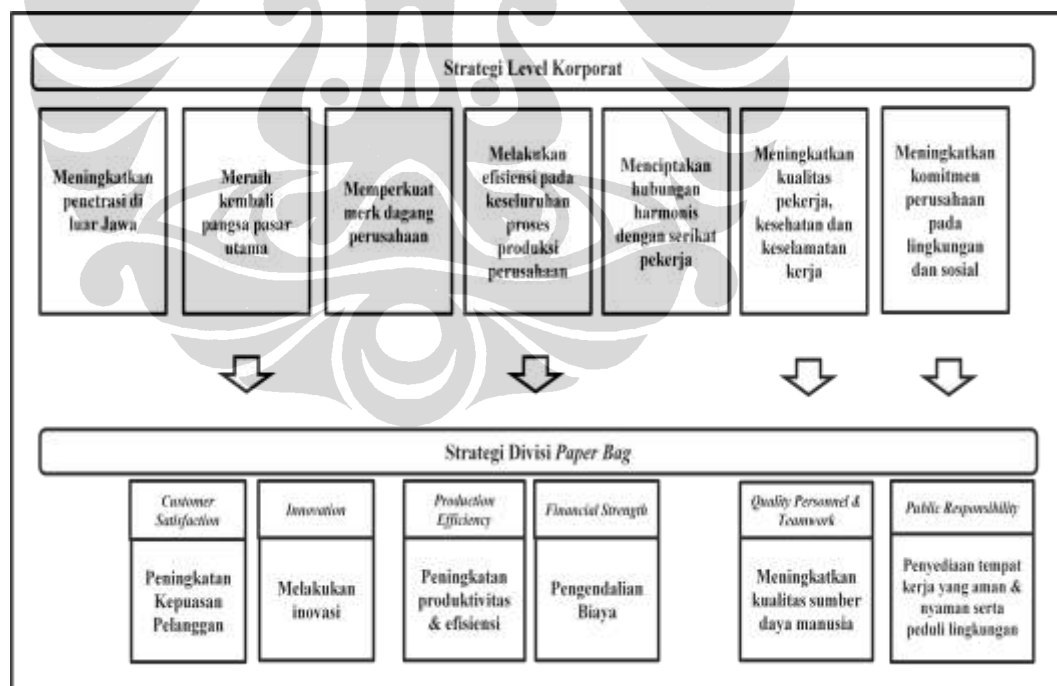 Strategi Level Korporat
Meningkatkan
penetrasi di
luar Jawa
Meraih
kembali
pangsa pasar
utama
Memperkuat
merk dagang
perusahaan
Melakukan
efisiensi pada
keseluruhan
proses
produksi
perusahaan
Menciptakan
hubungan
harmonis
dengan serikat
pekerja
Meningkatkan
kualitas
pekerja,
kesehatan dan
keselamatan
kerja
Meningkatkan
komitmen
perusahaan
pada
lingkungan
dan sosial
Strategi Divisi Paper Bag
Customer
Satisfaction
Peningkatan
Kepuasan
Pelanggan
Innovation
Melakukan
inovasi
Production
Efficiency
Peningkatan
produktivitas
& efisiensi
Financial Strength
Pengendalian
Biaya
Quality Personnel &
Teamwork
Meningkatkan
kualitas sumber
daya manusia
Public Responsibility
Penyediaan tempat
kerja yang aman &
nyaman serta
peduli lingkungan